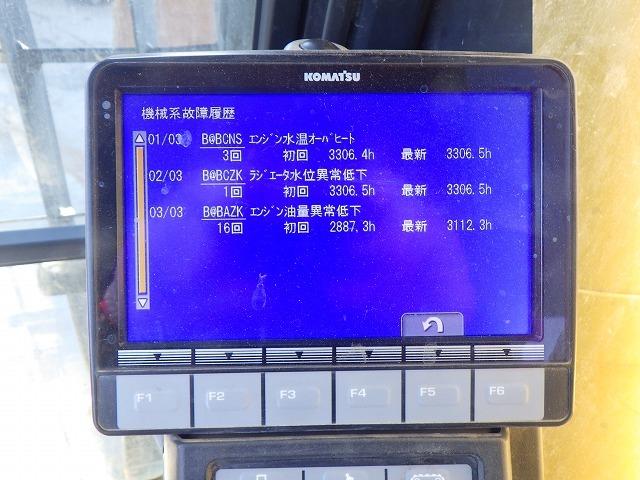 KOMATSU
機械系故障履歴
01/03 B@BCNS エンジン水温オーバヒート
3回 初回 3306.4h 最新 3306.5h
02/03 B@BCZK ラジエータ水位異常低下
1回 初回 3306.5h 最新 3306.5h
03/03 B@BAZK エンジン油量異常低下
16回 初回 2887.3h 最新 3112.3h
F1 F2 F3 F4 F5 F6